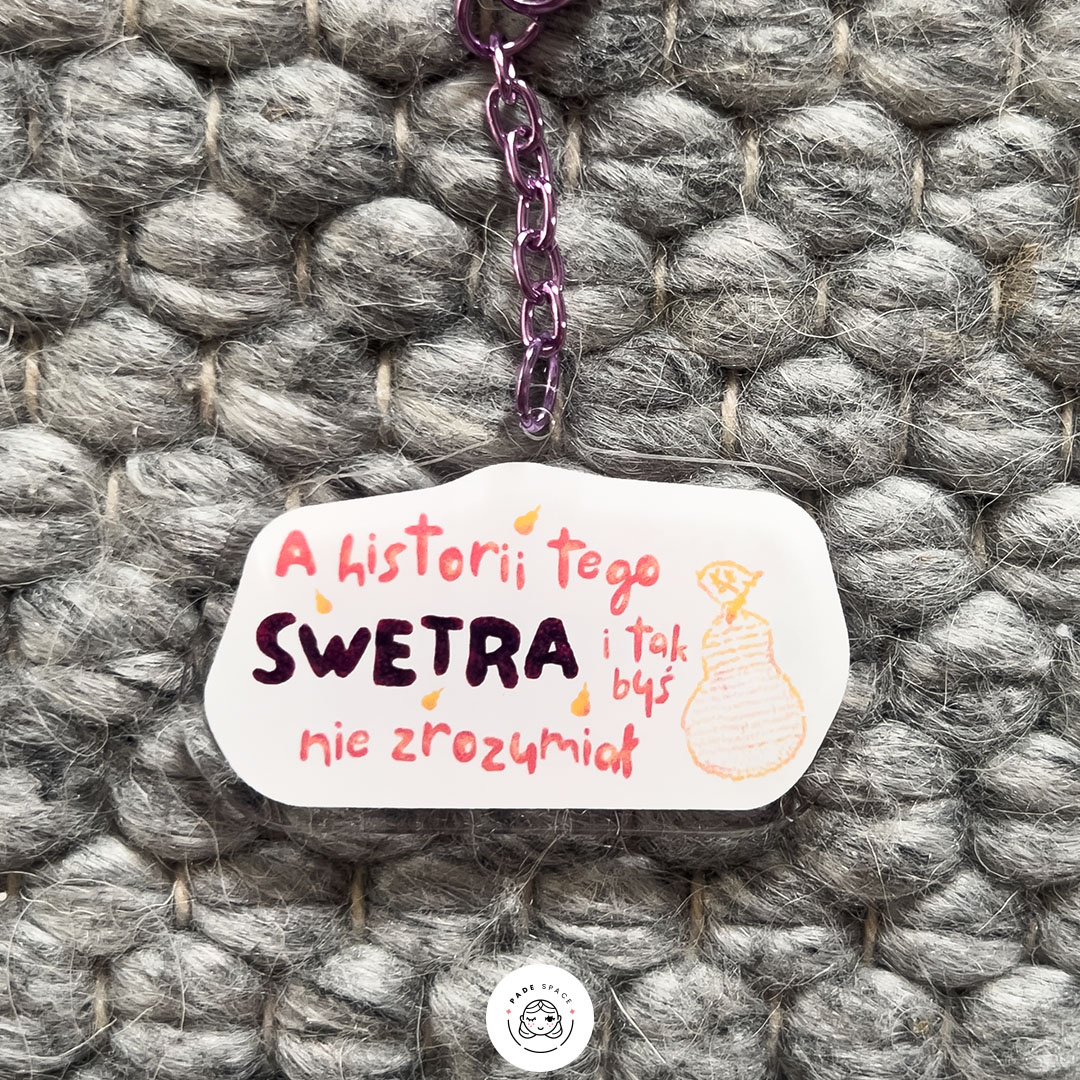 A historii tego
SWETRA i tak
byś
nie zrozumiał
PADE SPACE